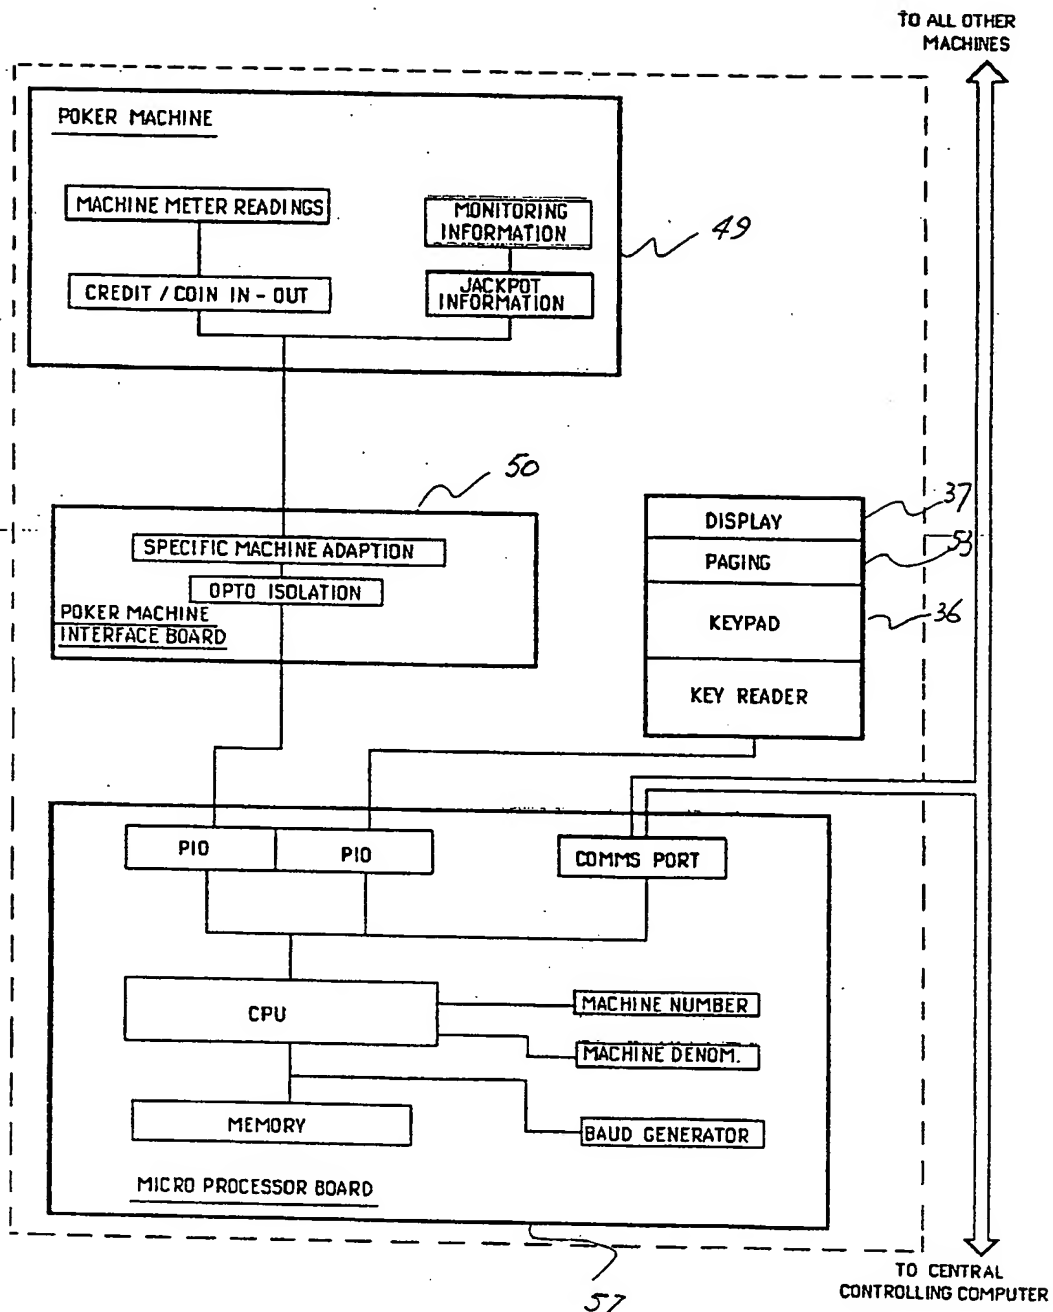 TO ALL OTHER
MACHINES
POKER MACHINE
MACHINE METER READINGS
MONITORING
INFORMATION
49
CREDIT / COIN IN - OUT
JACKPOT
INFORMATION
50
SPECIFIC MACHINE ADAPTION
OPTO ISOLATION
POKER MACHINE
INTERFACE BOARD
DISPLAY
37
PAGING
53
KEYPAD
36
KEY READER
PIO
PIO
COMMS PORT
CPU
MACHINE NUMBER
MACHINE DENOM.
MEMORY
BAUD GENERATOR
MICRO PROCESSOR BOARD
57
TO CENTRAL
CONTROLLING COMPUTER